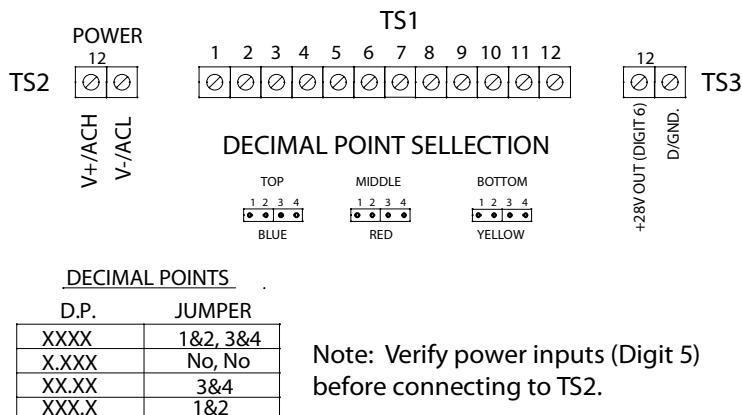 TS1
POWER
12
1 2 3 4 5 6 7 8 9 10 11 12
12
TS2
TS3
V+/ACH
V-/ACL
+28V OUT (DIGIT 6)
D/GND.
DECIMAL POINT SELLECTION
TOP MIDDLE BOTTOM
1 2 3 4 1 2 3 4 1 2 3 4
BLUE RED YELLOW
DECIMAL POINTS
D.P. JUMPER
XXXX 1&2, 3&4
X.XXX No, No
XX.XX 3&4
XXX.X 1&2
Note: Verify power inputs (Digit 5)
before connecting to TS2.